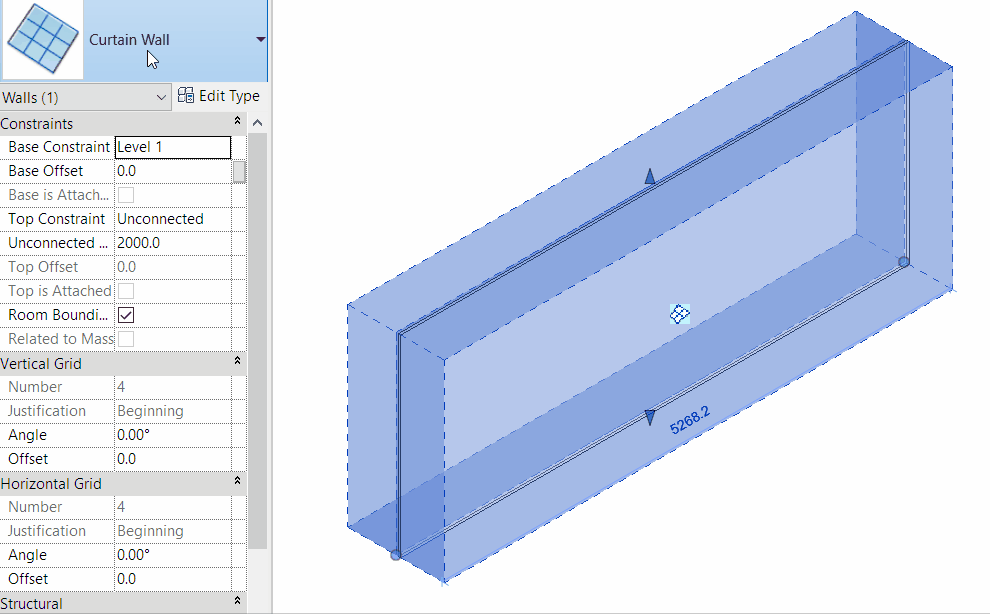 Curtain Wall
Walls (1)
Edit Type
Constraints
Base Constraint Level 1
Base Offset 0.0
Base is Attach...
Top Constraint Unconnected
Unconnected ... 2000.0
Top Offset 0.0
Top is Attached
Room Boundi...
Related to Mass
Vertical Grid
Number 4
Justification Beginning
Angle 0.00°
Offset 0.0
Horizontal Grid
Number 4
Justification Beginning
Angle 0.00°
Offset 0.0
Structural
5268.2